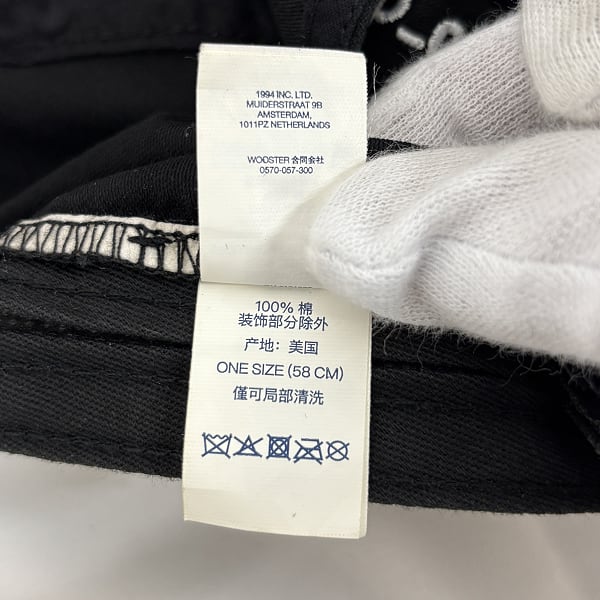 1994 INC. LTD.
MUIDERSTRAAT 9B
AMSTERDAM,
1011PZ NETHERLANDS
WOOSTER 合同会社
0570-057-300
100% 棉
装饰部分除外
产地：美国
ONE SIZE (58 CM)
僅可局部清洗